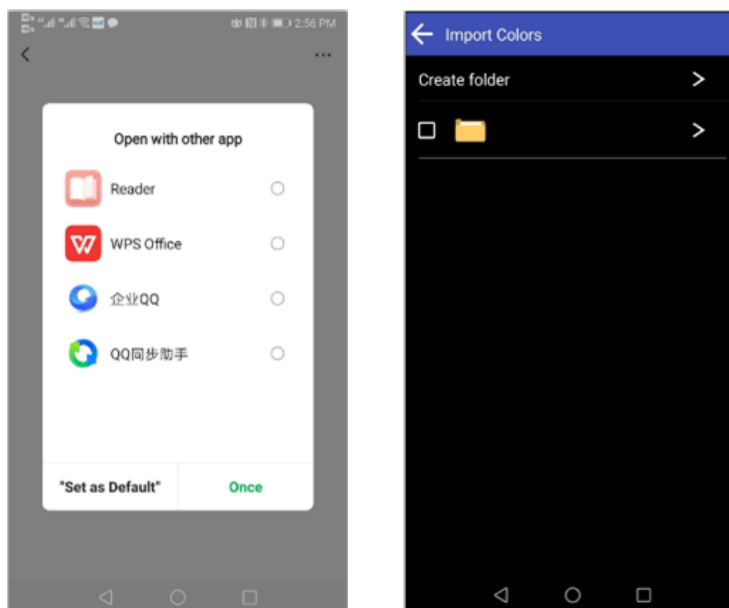 2:56 PM
Open with other app
Reader
WPS Office
企业QQ
QQ同步助手
"Set as Default"
Once
Import Colors
Create folder